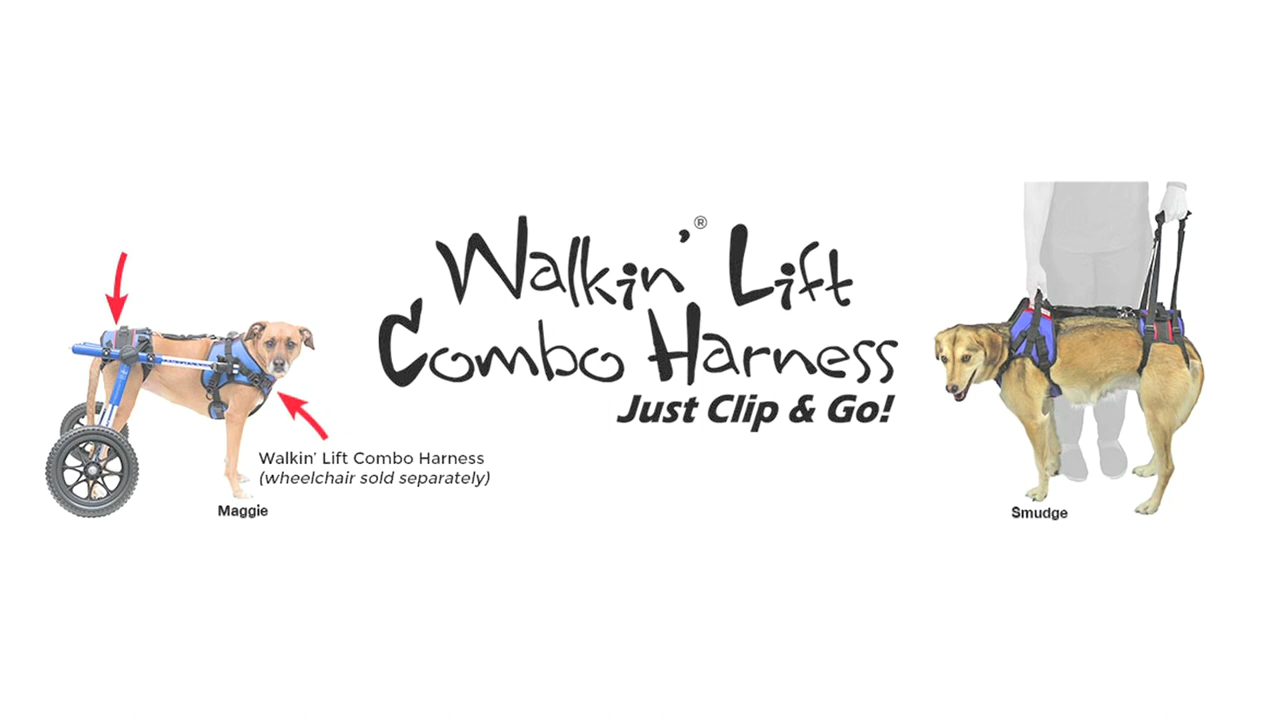 Walkin' Lift®
Combo Harness
Just Clip & Go!
Walkin' Lift Combo Harness
(wheelchair sold separately)
Maggie
Smudge